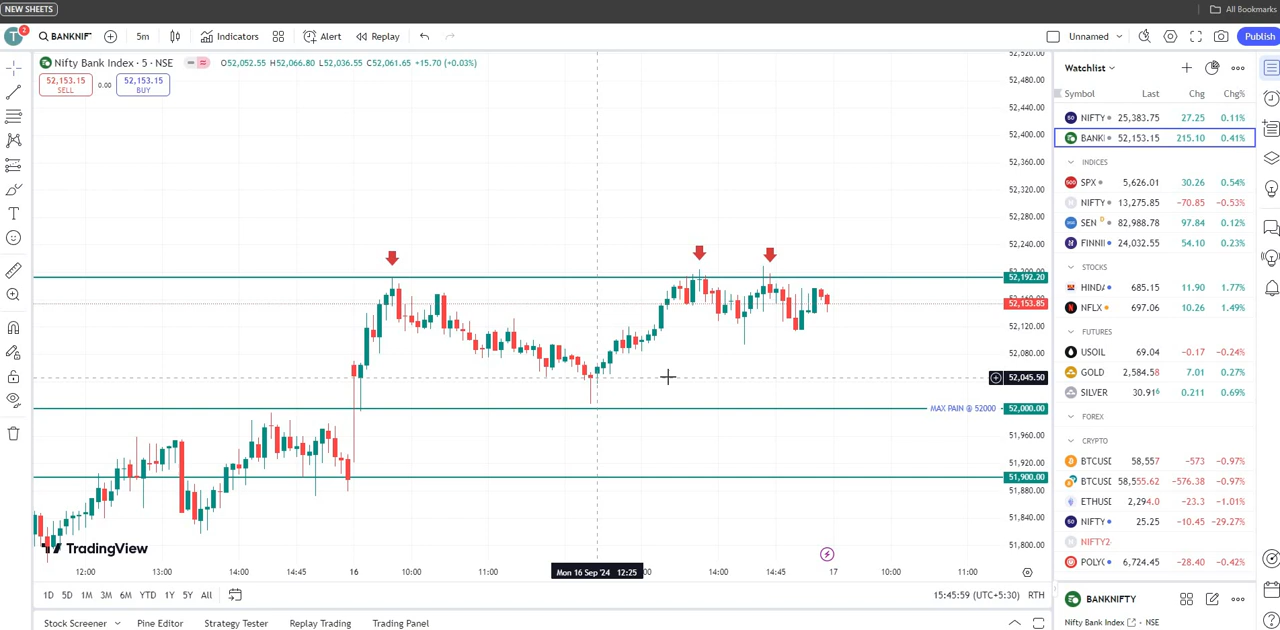 NEW SHEETS
All Bookmarks
T 2 BANKNIF 5m Indicators Alert Replay Unnamed Publish
Nifty Bank Index · 5 · NSE O52,052.55 H52,066.80 L52,036.55 C52,061.65 +15.70 (+0.03%)
52,153.15 SELL 0.00 52,153.15 BUY
52,520.00
52,480.00
52,440.00
52,400.00
52,360.00
52,320.00
52,280.00
52,240.00
52,200.00
52,192.20
52,160.00
52,153.85
52,120.00
52,080.00
52,045.50
MAX PAIN @ 52000 52,000.00
51,960.00
51,920.00
51,900.00
51,880.00
51,840.00
51,800.00
TradingView
12:00 13:00 14:00 14:45 16 10:00 11:00 Mon 16 Sep '24 12:25 :00 14:00 14:45 17 10:00 11:00
1D 5D 1M 3M 6M YTD 1Y 5Y All 15:45:59 (UTC+5:30) RTH
Stock Screener Pine Editor Strategy Tester Replay Trading Trading Panel
Watchlist
Symbol Last Chg Chg%
NIFTY 25,383.75 27.25 0.11%
BANKI 52,153.15 215.10 0.41%
INDICES
SPX 5,626.01 30.26 0.54%
NIFTY 13,275.85 −70.85 −0.53%
SEN D 82,988.78 97.84 0.12%
FINNI 24,032.55 54.10 0.23%
STOCKS
HINDA 685.15 11.90 1.77%
NFLX 697.06 10.26 1.49%
FUTURES
USOIL 69.04 −0.17 −0.24%
GOLD 2,584.58 7.01 0.27%
SILVER 30.916 0.211 0.69%
FOREX
CRYPTO
BTCUSI 58,557 −573 −0.97%
BTCUSI 58,555.62 −576.38 −0.97%
ETHUSI 2,294.0 −23.3 −1.01%
NIFTY 25.25 −10.45 −29.27%
NIFTY2
POLYC 6,724.45 −28.40 −0.42%
BANKNIFTY
Nifty Bank Index · NSE